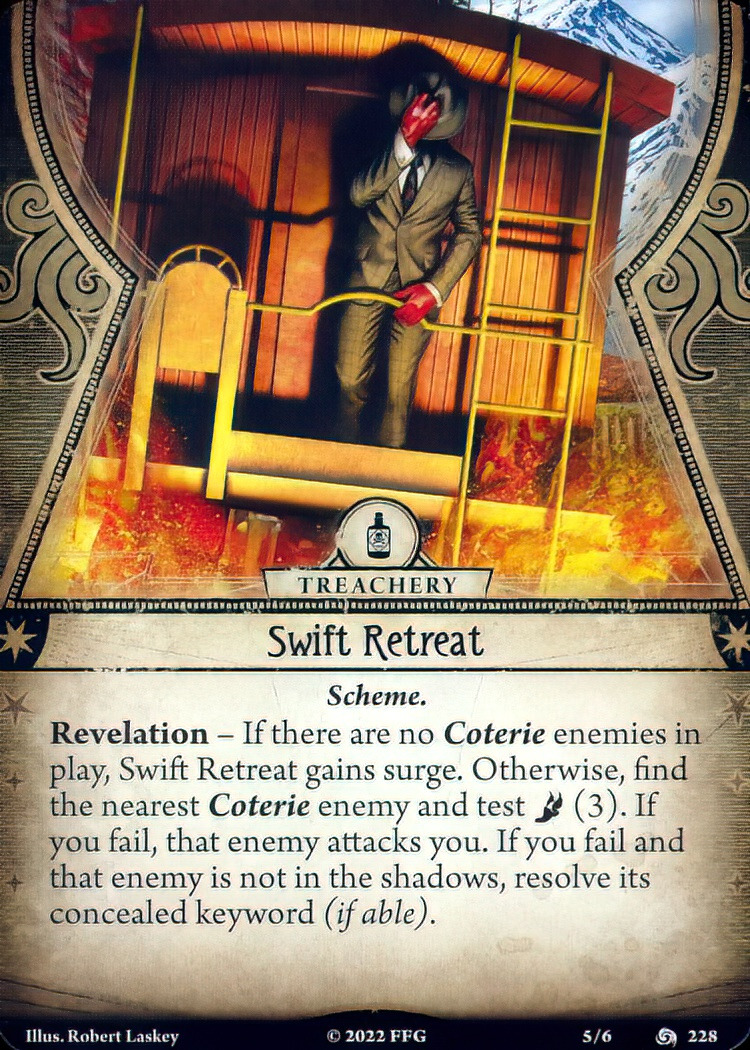 TREACHERY
Swift Retreat
Scheme.
Revelation – If there are no Coterie enemies in
play, Swift Retreat gains surge. Otherwise, find
the nearest Coterie enemy and test (3). If
you fail, that enemy attacks you. If you fail and
that enemy is not in the shadows, resolve its
concealed keyword (if able).
Illus. Robert Laskey © 2022 FFG 5/6 228